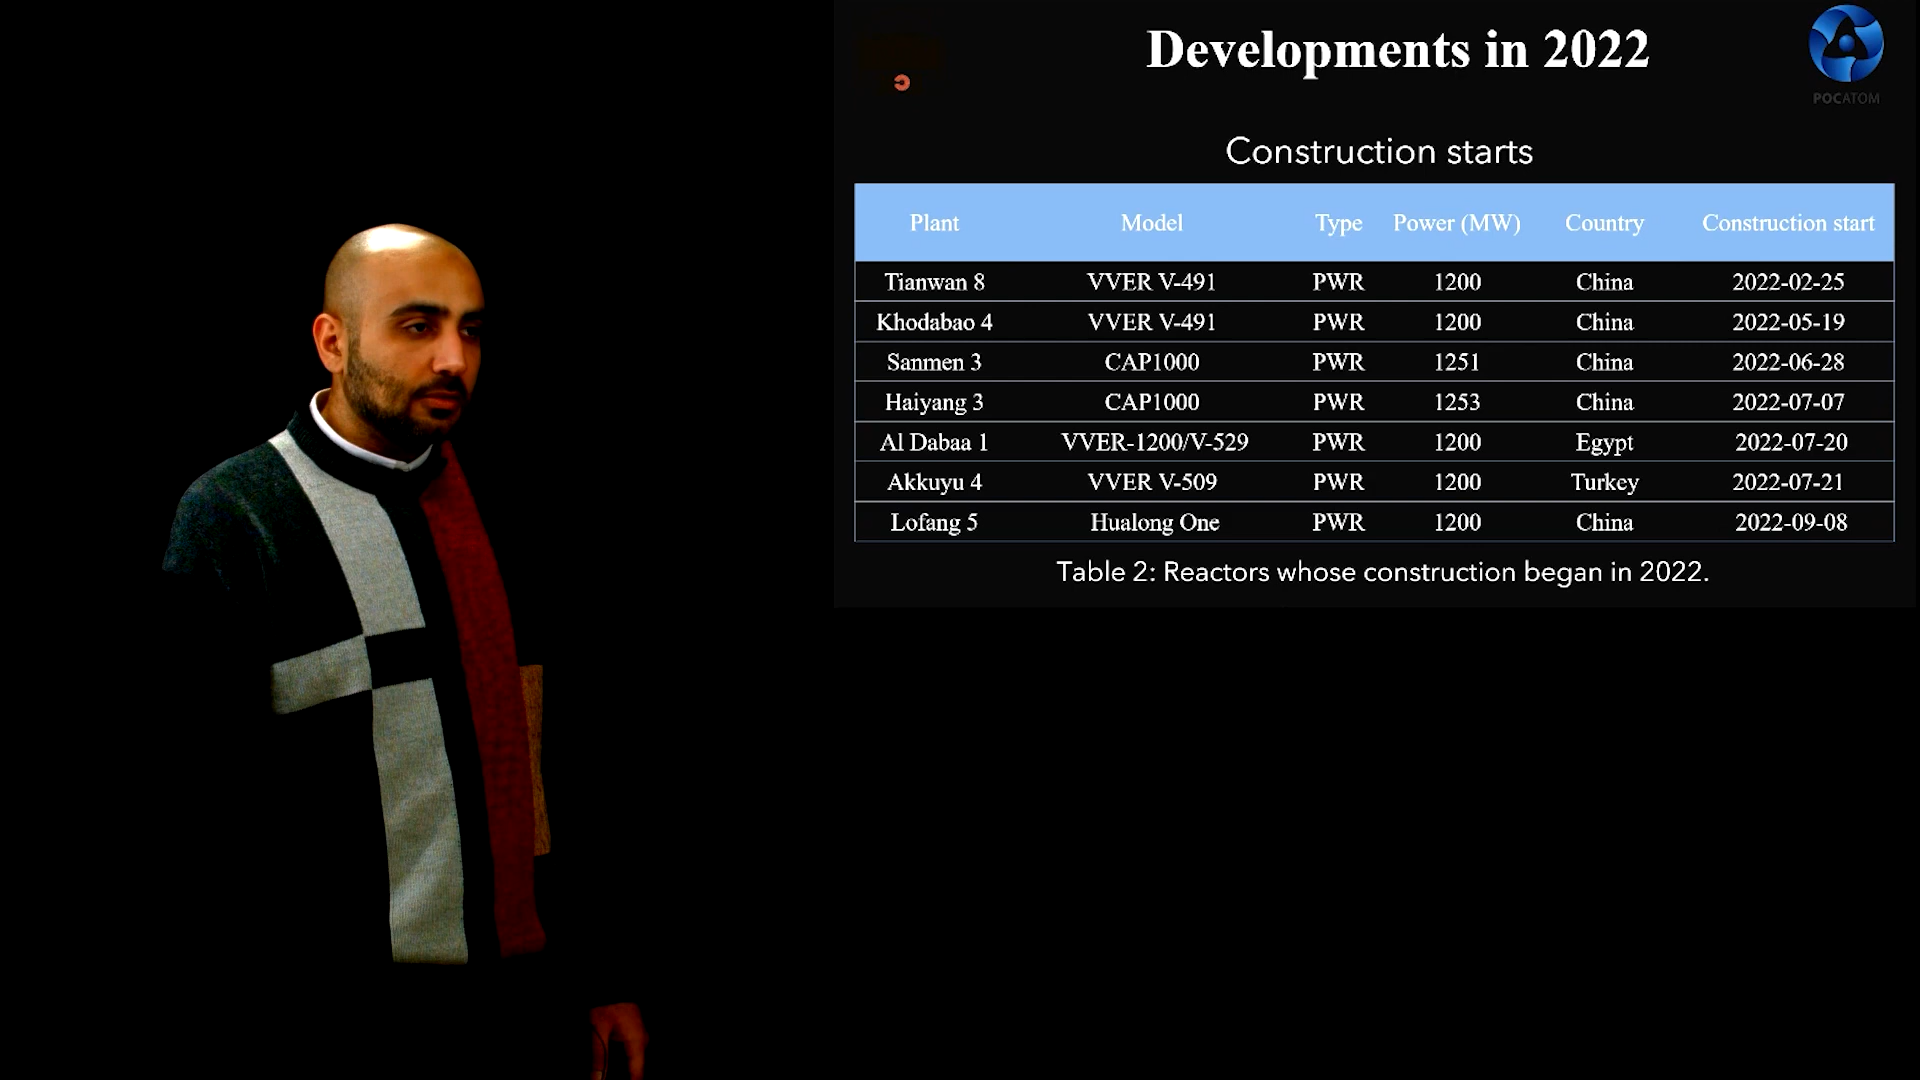 Developments in 2022
РОСАТОМ
Construction starts
Plant Model Type Power (MW) Country Construction start
Tianwan 8 VVER V-491 PWR 1200 China 2022-02-25
Khodabao 4 VVER V-491 PWR 1200 China 2022-05-19
Sanmen 3 CAP1000 PWR 1251 China 2022-06-28
Haiyang 3 CAP1000 PWR 1253 China 2022-07-07
Al Dabaa 1 VVER-1200/V-529 PWR 1200 Egypt 2022-07-20
Akkuyu 4 VVER V-509 PWR 1200 Turkey 2022-07-21
Lofang 5 Hualong One PWR 1200 China 2022-09-08
Table 2: Reactors whose construction began in 2022.